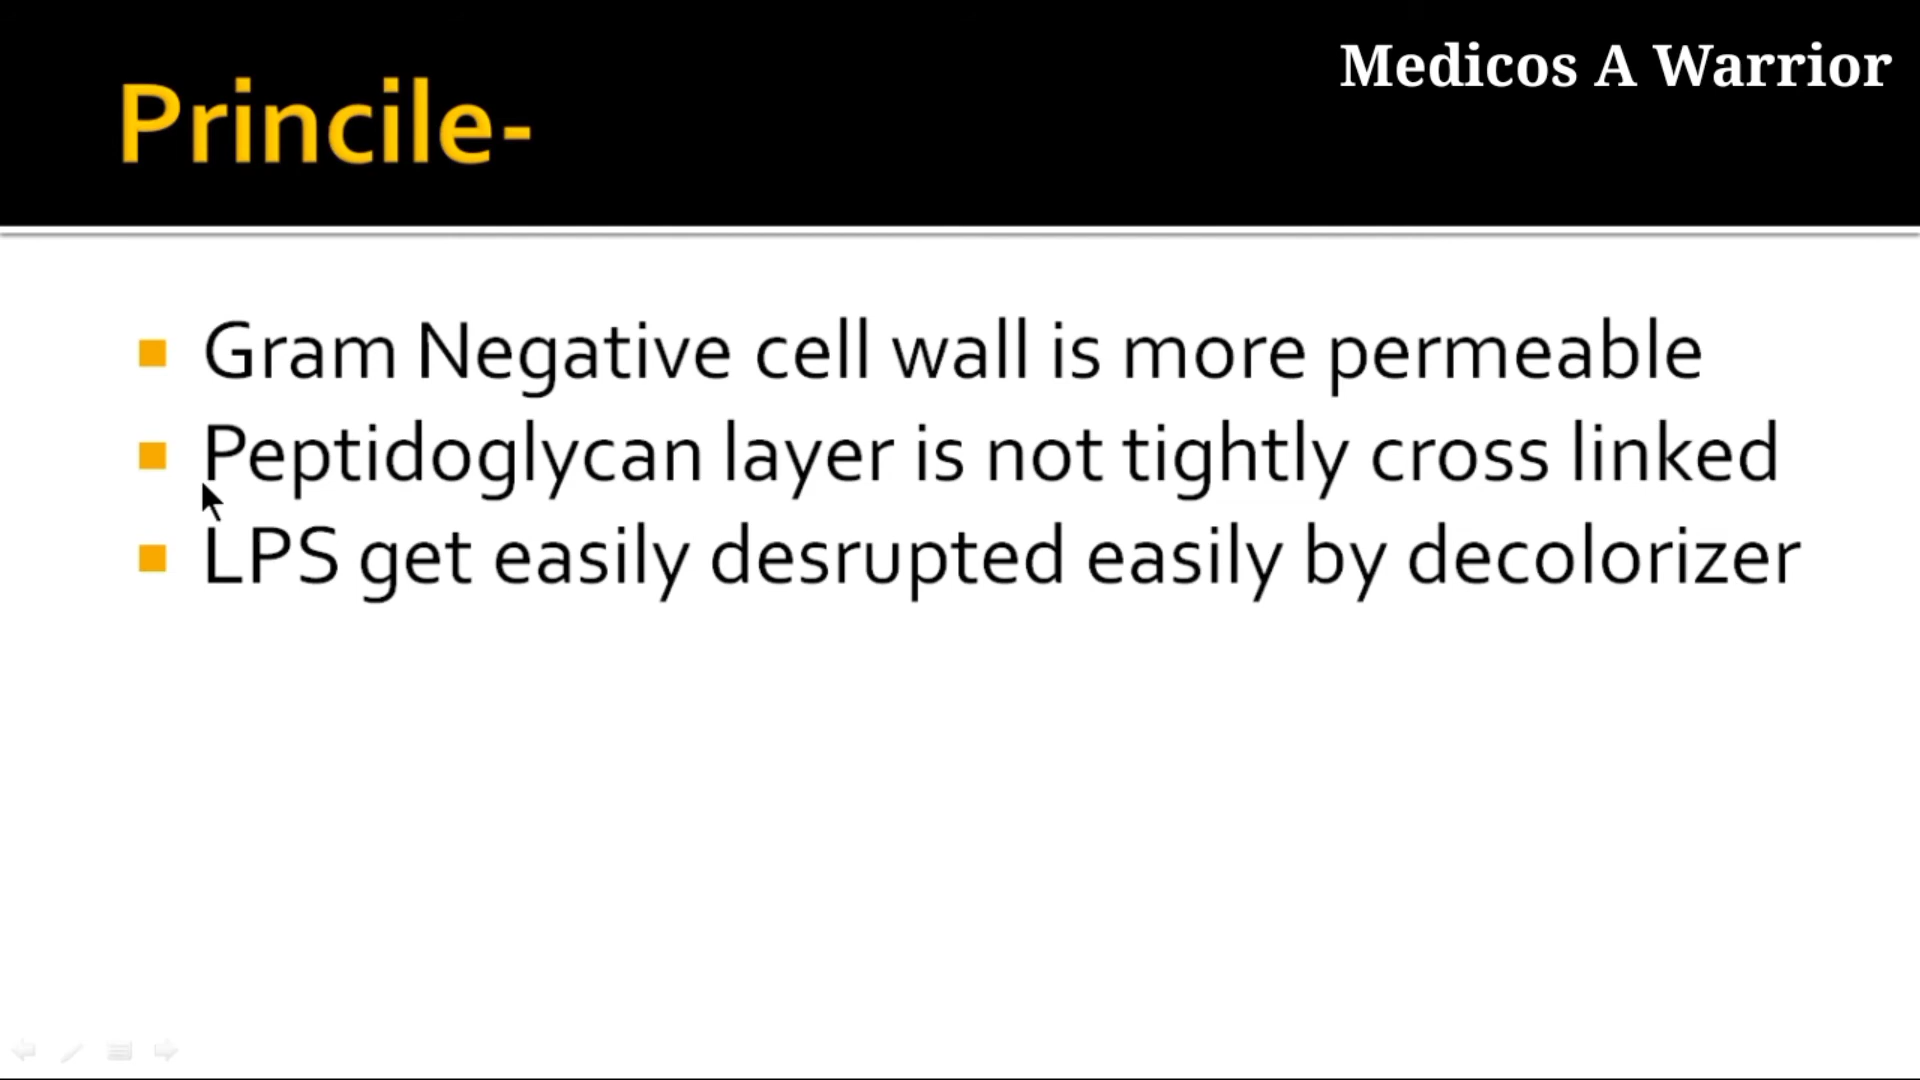 Medicos A Warrior
Princile-
Gram Negative cell wall is more permeable
Peptidoglycan layer is not tightly cross linked
LPS get easily desrupted easily by decolorizer